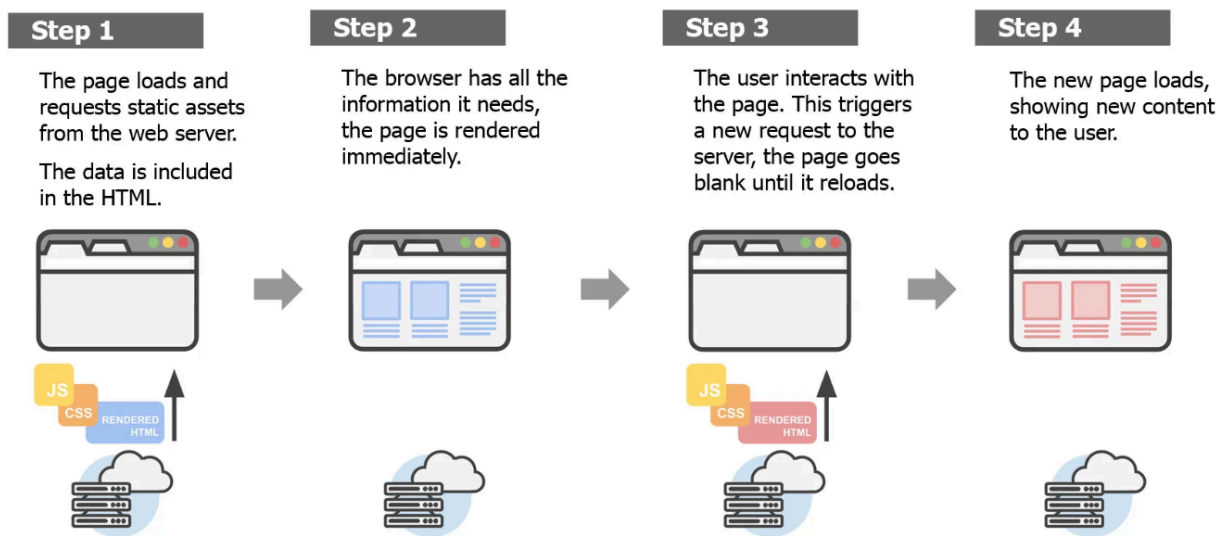 Step 1
The page loads and
requests static assets
from the web server.
The data is included
in the HTML.
JS
CSS
RENDERED
HTML
Step 2
The browser has all the
information it needs,
the page is rendered
immediately.
Step 3
The user interacts with
the page. This triggers
a new request to the
server, the page goes
blank until it reloads.
JS
CSS
RENDERED
HTML
Step 4
The new page loads,
showing new content
to the user.